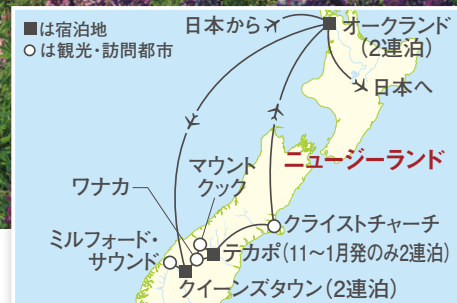 ■は宿泊地
○は観光・訪問都市
日本から
オークランド
(2連泊)
日本へ
ニュージーランド
マウント
クック
ワナカ
クライストチャーチ
ミルフォード・
サウンド
テカポ(11〜1月発のみ2連泊)
クイーンズタウン(2連泊)